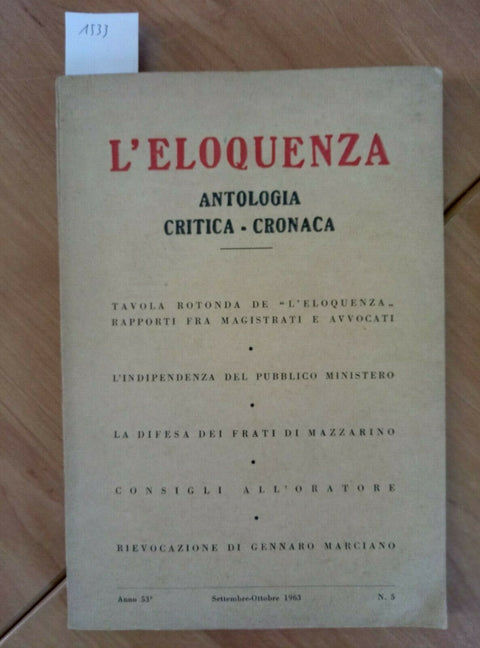 1533
L'ELOQUENZA
ANTOLOGIA
CRITICA - CRONACA
TAVOLA ROTONDA DE "L'ELOQUENZA„
RAPPORTI FRA MAGISTRATI E AVVOCATI
L'INDIPENDENZA DEL PUBBLICO MINISTERO
LA DIFESA DEI FRATI DI MAZZARINO
CONSIGLI ALL'ORATORE
RIEVOCAZIONE DI GENNARO MARCIANO
Anno 53° Settembre-Ottobre 1963 N. 5